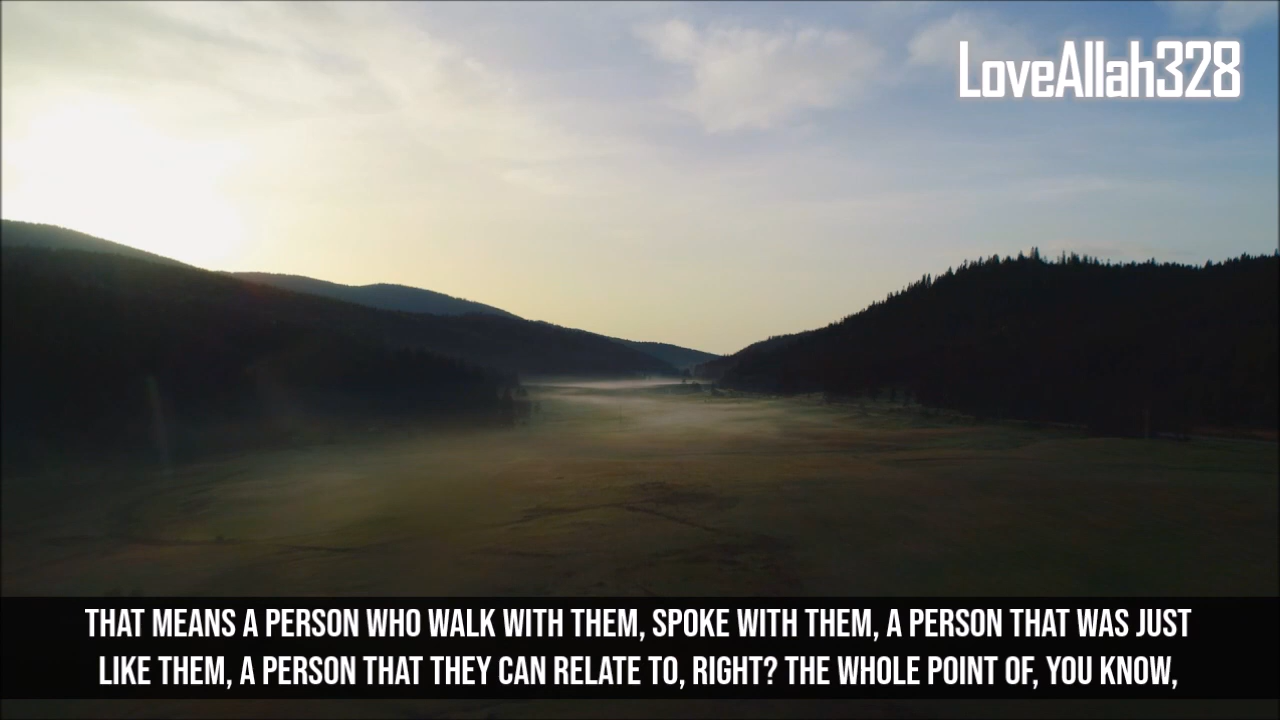 LoveAllah328
THAT MEANS A PERSON WHO WALK WITH THEM, SPOKE WITH THEM, A PERSON THAT WAS JUST
LIKE THEM, A PERSON THAT THEY CAN RELATE TO, RIGHT? THE WHOLE POINT OF, YOU KNOW,